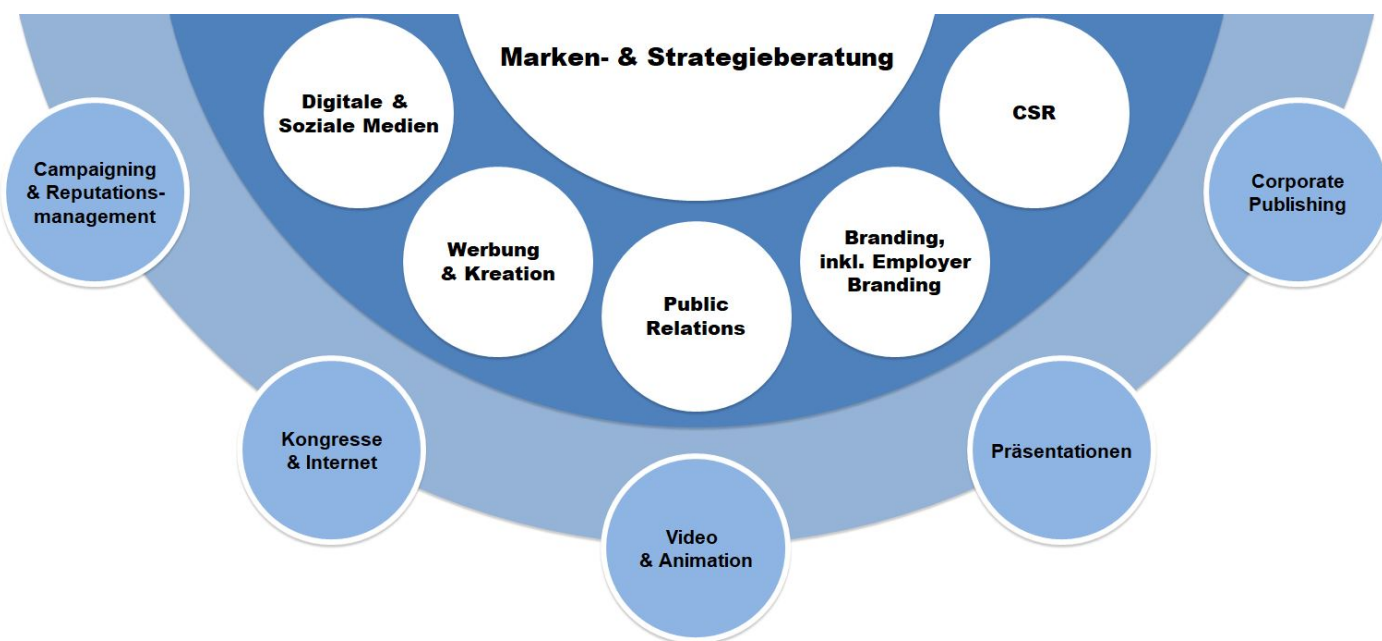 Marken- & Strategieberatung
Digitale &
Soziale Medien
CSR
Werbung
& Kreation
Public
Relations
Branding,
inkl. Employer
Branding
Campaigning
& Reputations-
management
Corporate
Publishing
Kongresse
& Internet
Präsentationen
Video
& Animation